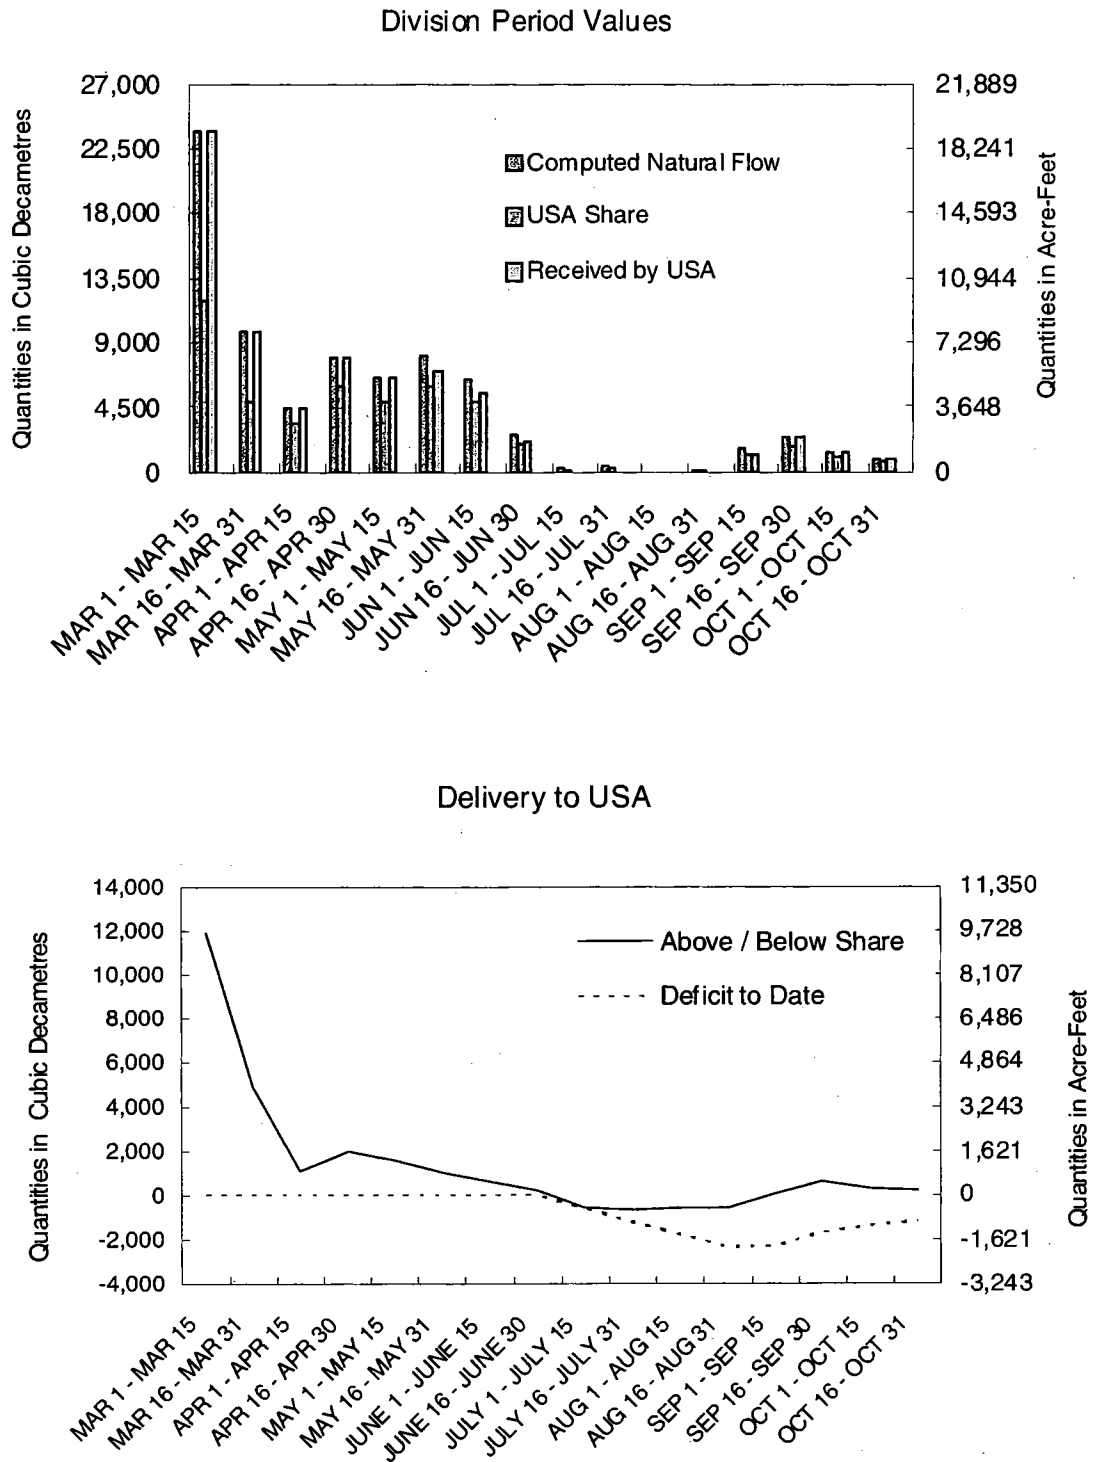 Division Period Values
Quantities in Cubic Decametres
27,000
22,500
18,000
13,500
9,000
4,500
0
Computed Natural Flow
USA Share
Received by USA
21,889
18,241
14,593
10,944
7,296
3,648
0
Quantities in Acre-Feet
MAR 1 - MAR 15
MAR 16 - MAR 31
APR 1 - APR 15
APR 16 - APR 30
MAY 1 - MAY 15
MAY 16 - MAY 31
JUN 1 - JUN 15
JUN 16 - JUN 30
JUL 1 - JUL 15
JUL 16 - JUL 31
AUG 1 - AUG 15
AUG 16 - AUG 31
SEP 1 - SEP 15
SEP 16 - SEP 30
OCT 1 - OCT 15
OCT 16 - OCT 31
Delivery to USA
Quantities in Cubic Decametres
14,000
12,000
10,000
8,000
6,000
4,000
2,000
0
-2,000
-4,000
Above / Below Share
Deficit to Date
11,350
9,728
8,107
6,486
4,864
3,243
1,621
0
-1,621
-3,243
Quantities in Acre-Feet
MAR 1 - MAR 15
MAR 16 - MAR 31
APR 1 - APR 15
APR 16 - APR 30
MAY 1 - MAY 15
MAY 16 - MAY 31
JUNE 1 - JUNE 15
JUNE 16 - JUNE 30
JULY 1 - JULY 15
JULY 16 - JULY 31
AUG 1 - AUG 15
AUG 16 - AUG 31
SEP 1 - SEP 15
SEP 16 - SEP 30
OCT 1 - OCT 15
OCT 16 - OCT 31